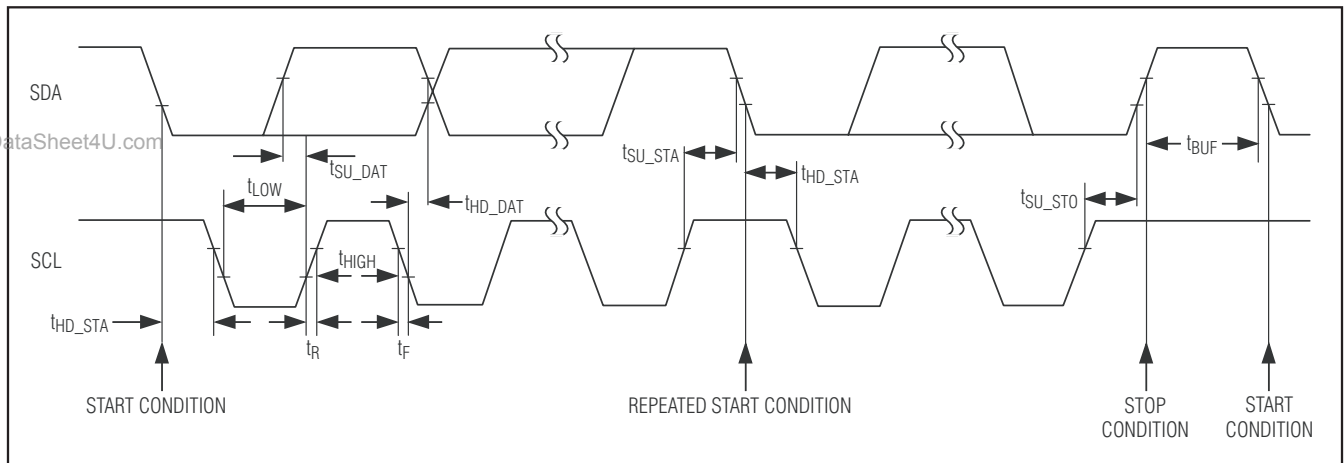 SDA
DataSheet4U.com
tSU_DAT
tLOW
tHD_DAT
tSU_STA
tHD_STA
tBUF
tSU_STO
SCL
tHIGH
tHD_STA
tR
tF
START CONDITION
REPEATED START CONDITION
STOP
CONDITION
START
CONDITION